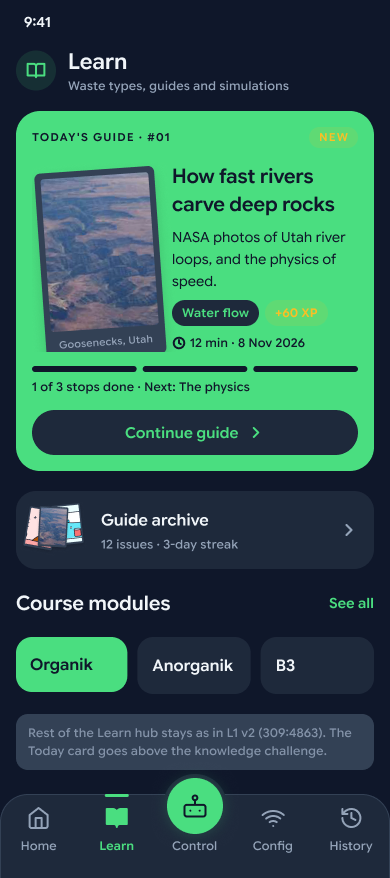 9:41
Learn
Waste types, guides and simulations
TODAY'S GUIDE · #01
NEW
How fast rivers
carve deep rocks
NASA photos of Utah river
loops, and the physics of
speed.
Goosenecks, Utah
Water flow
+60 XP
12 min · 8 Nov 2026
1 of 3 stops done · Next: The physics
Continue guide
Guide archive
12 issues · 3-day streak
Course modules
See all
Organik
Anorganik
B3
Rest of the Learn hub stays as in L1 v2 (309:4863). The
Today card goes above the knowledge challenge.
Home
Learn
Control
Config
History